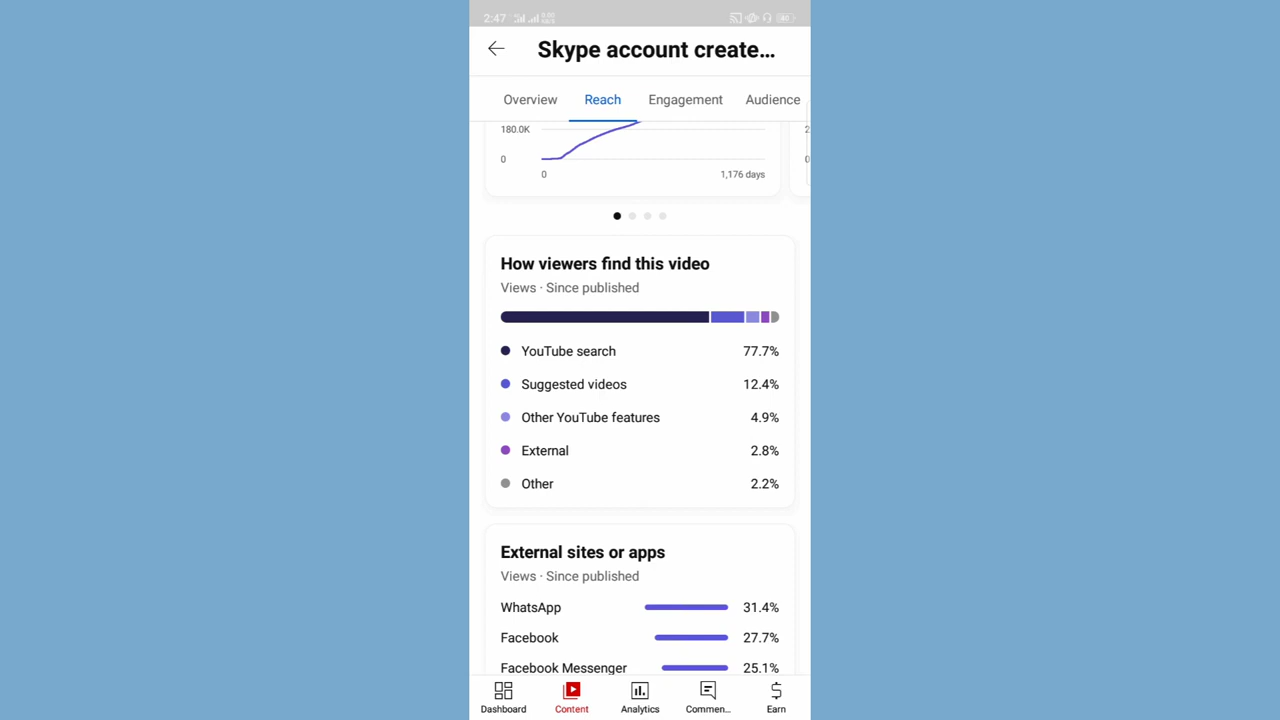 2:47
40
Skype account create...
Overview Reach Engagement Audience
180.0K
0
0 1,176 days
How viewers find this video
Views · Since published
YouTube search 77.7%
Suggested videos 12.4%
Other YouTube features 4.9%
External 2.8%
Other 2.2%
External sites or apps
Views · Since published
WhatsApp 31.4%
Facebook 27.7%
Facebook Messenger 25.1%
Dashboard Content Analytics Commen... Earn